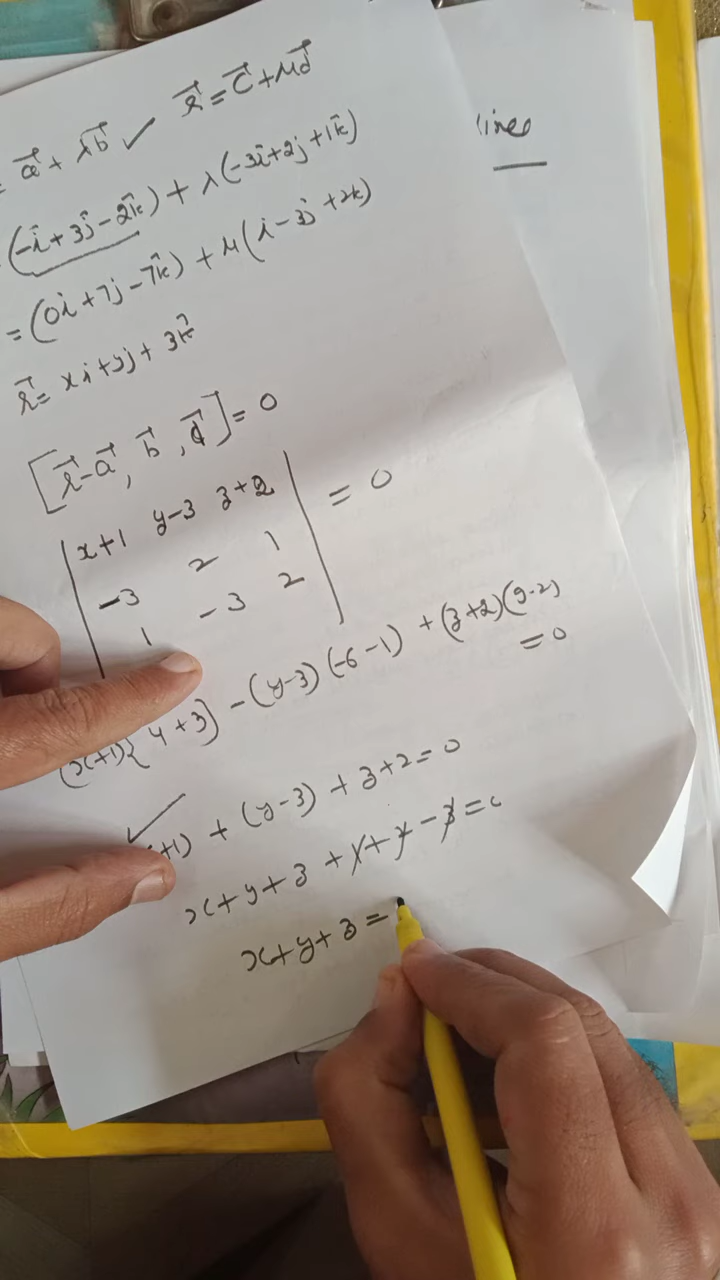 lines
= a⃗ + λb⃗ ✓ r⃗ = c⃗ + μd⃗
= (-î + 3ĵ - 2k̂) + λ(-3î + 2j + 1k̂)
= (0i + 7j - 7k̂) + μ(i - 3j + 2k)
r⃗ = xi + yj + zk̂
[r⃗ - a⃗, b⃗, d⃗] = 0
| x+1 y-3 z+2 | = 0
-3 2 1
1 -3 2
(x+1){4+3} - (y-3)(-6-1) + (z+2)(9-2) = 0
+1) + (y-3) + z+2 = 0
x+y+z + 1 + 2 - 3 = 0
x+y+z =